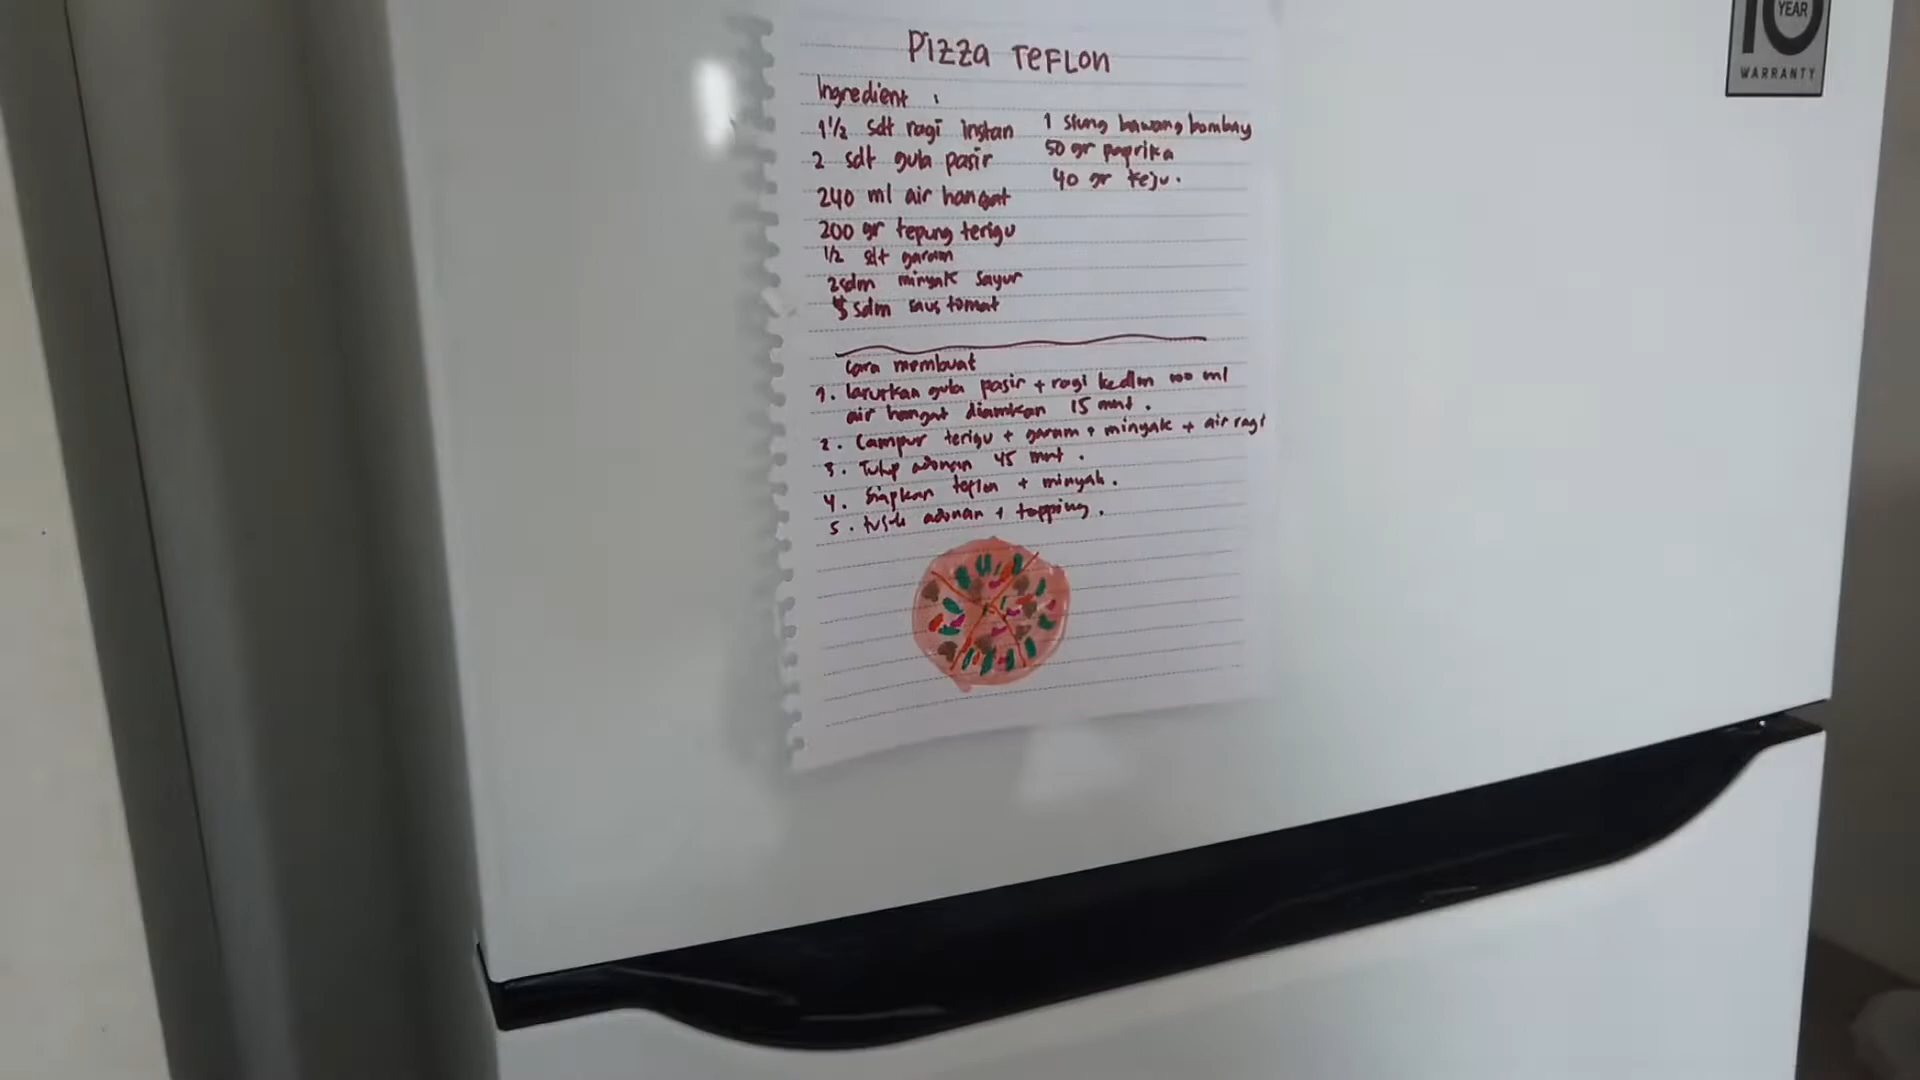 PIZZA TEFLON
Ingredient :
1 1/2 sdt ragi instan
2 sdt gula pasir
240 ml air hangat
200 gr tepung terigu
1/2 sdt garam
2 sdm minyak sayur
sdm saus tomat
1 siung bawang bombay
50 gr paprika
40 gr keju.
Cara membuat
1. larutkan gula pasir + ragi kedlm 100 ml
air hangat diamkan 15 mnt.
2. Campur terigu + garam + minyak + air ragi
3. Tutup adonan 45 mnt.
4. Siapkan teflon + minyak.
5. adonan + topping.
10
YEAR
WARRANTY